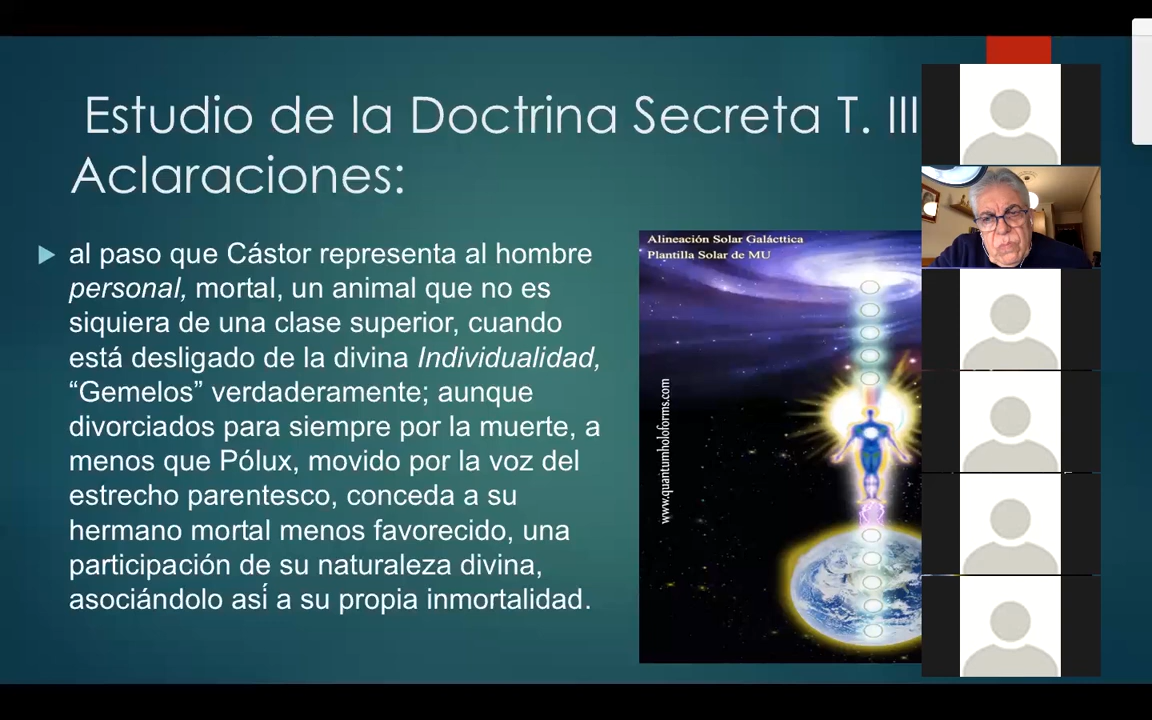 Estudio de la Doctrina Secreta T. III
Aclaraciones:
al paso que Cástor representa al hombre
personal, mortal, un animal que no es
siquiera de una clase superior, cuando
está desligado de la divina Individualidad,
“Gemelos” verdaderamente; aunque
divorciados para siempre por la muerte, a
menos que Pólux, movido por la voz del
estrecho parentesco, conceda a su
hermano mortal menos favorecido, una
participación de su naturaleza divina,
asociándolo así a su propia inmortalidad.
Alineación Solar Galácttica
Plantilla Solar de MU
www.quantumholoforms.com